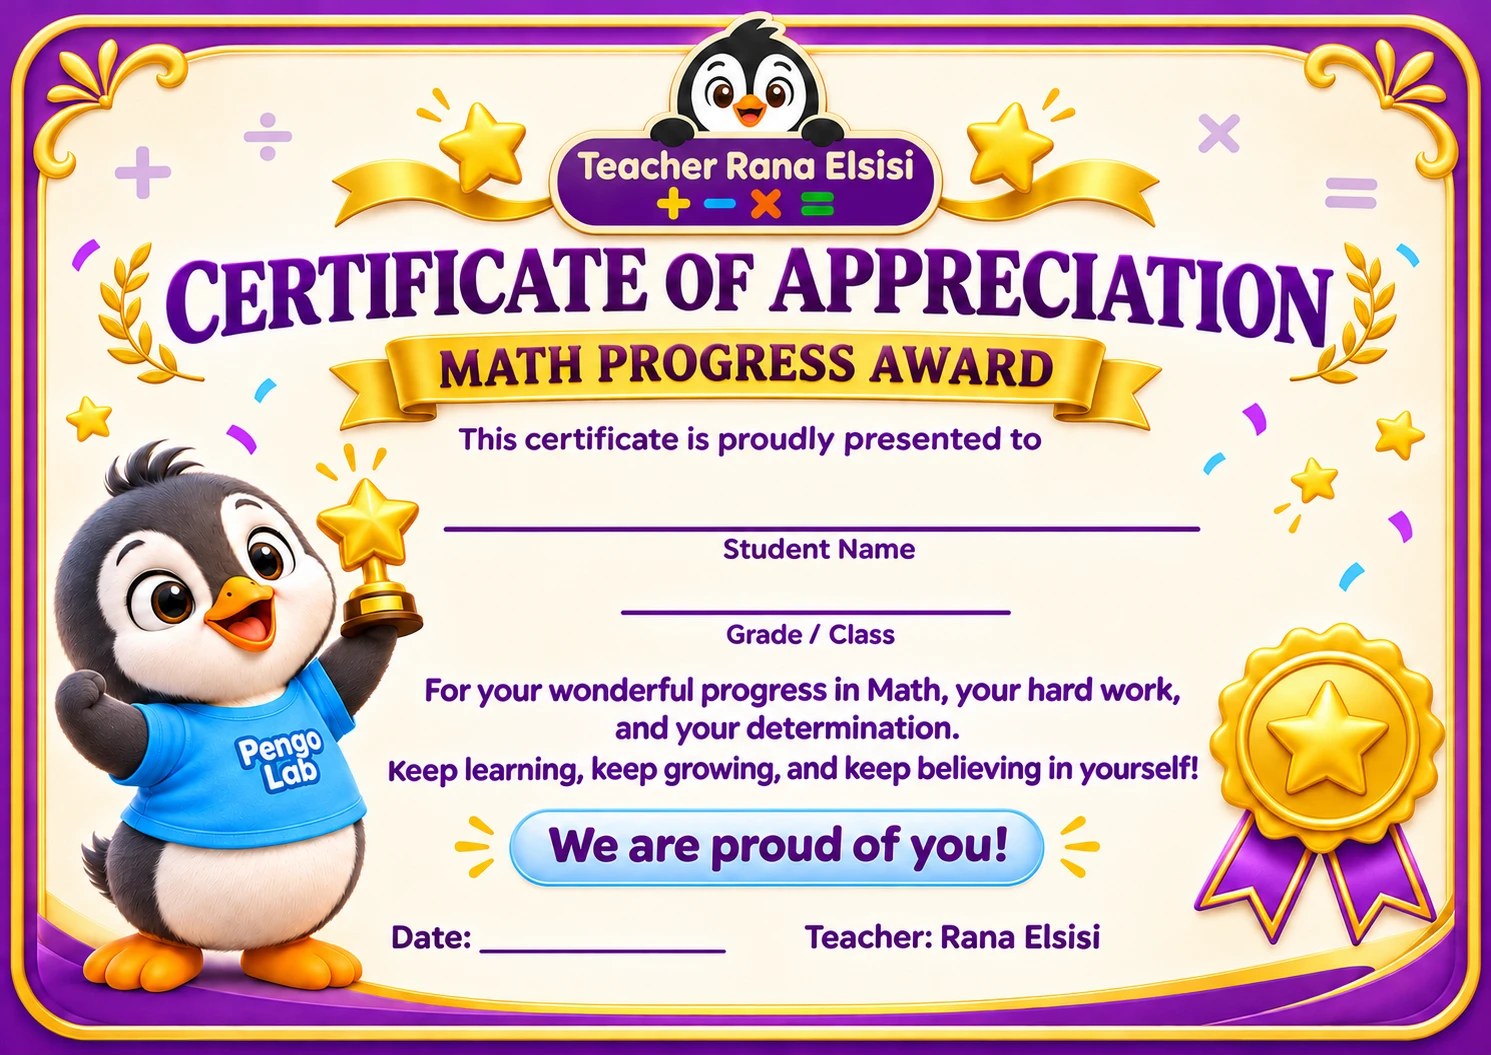 Teacher Rana Elsisi
+ - × =
CERTIFICATE OF APPRECIATION
MATH PROGRESS AWARD
This certificate is proudly presented to
Student Name
Grade / Class
For your wonderful progress in Math, your hard work,
and your determination.
Keep learning, keep growing, and keep believing in yourself!
Pengo
Lab
We are proud of you!
Date:
Teacher: Rana Elsisi